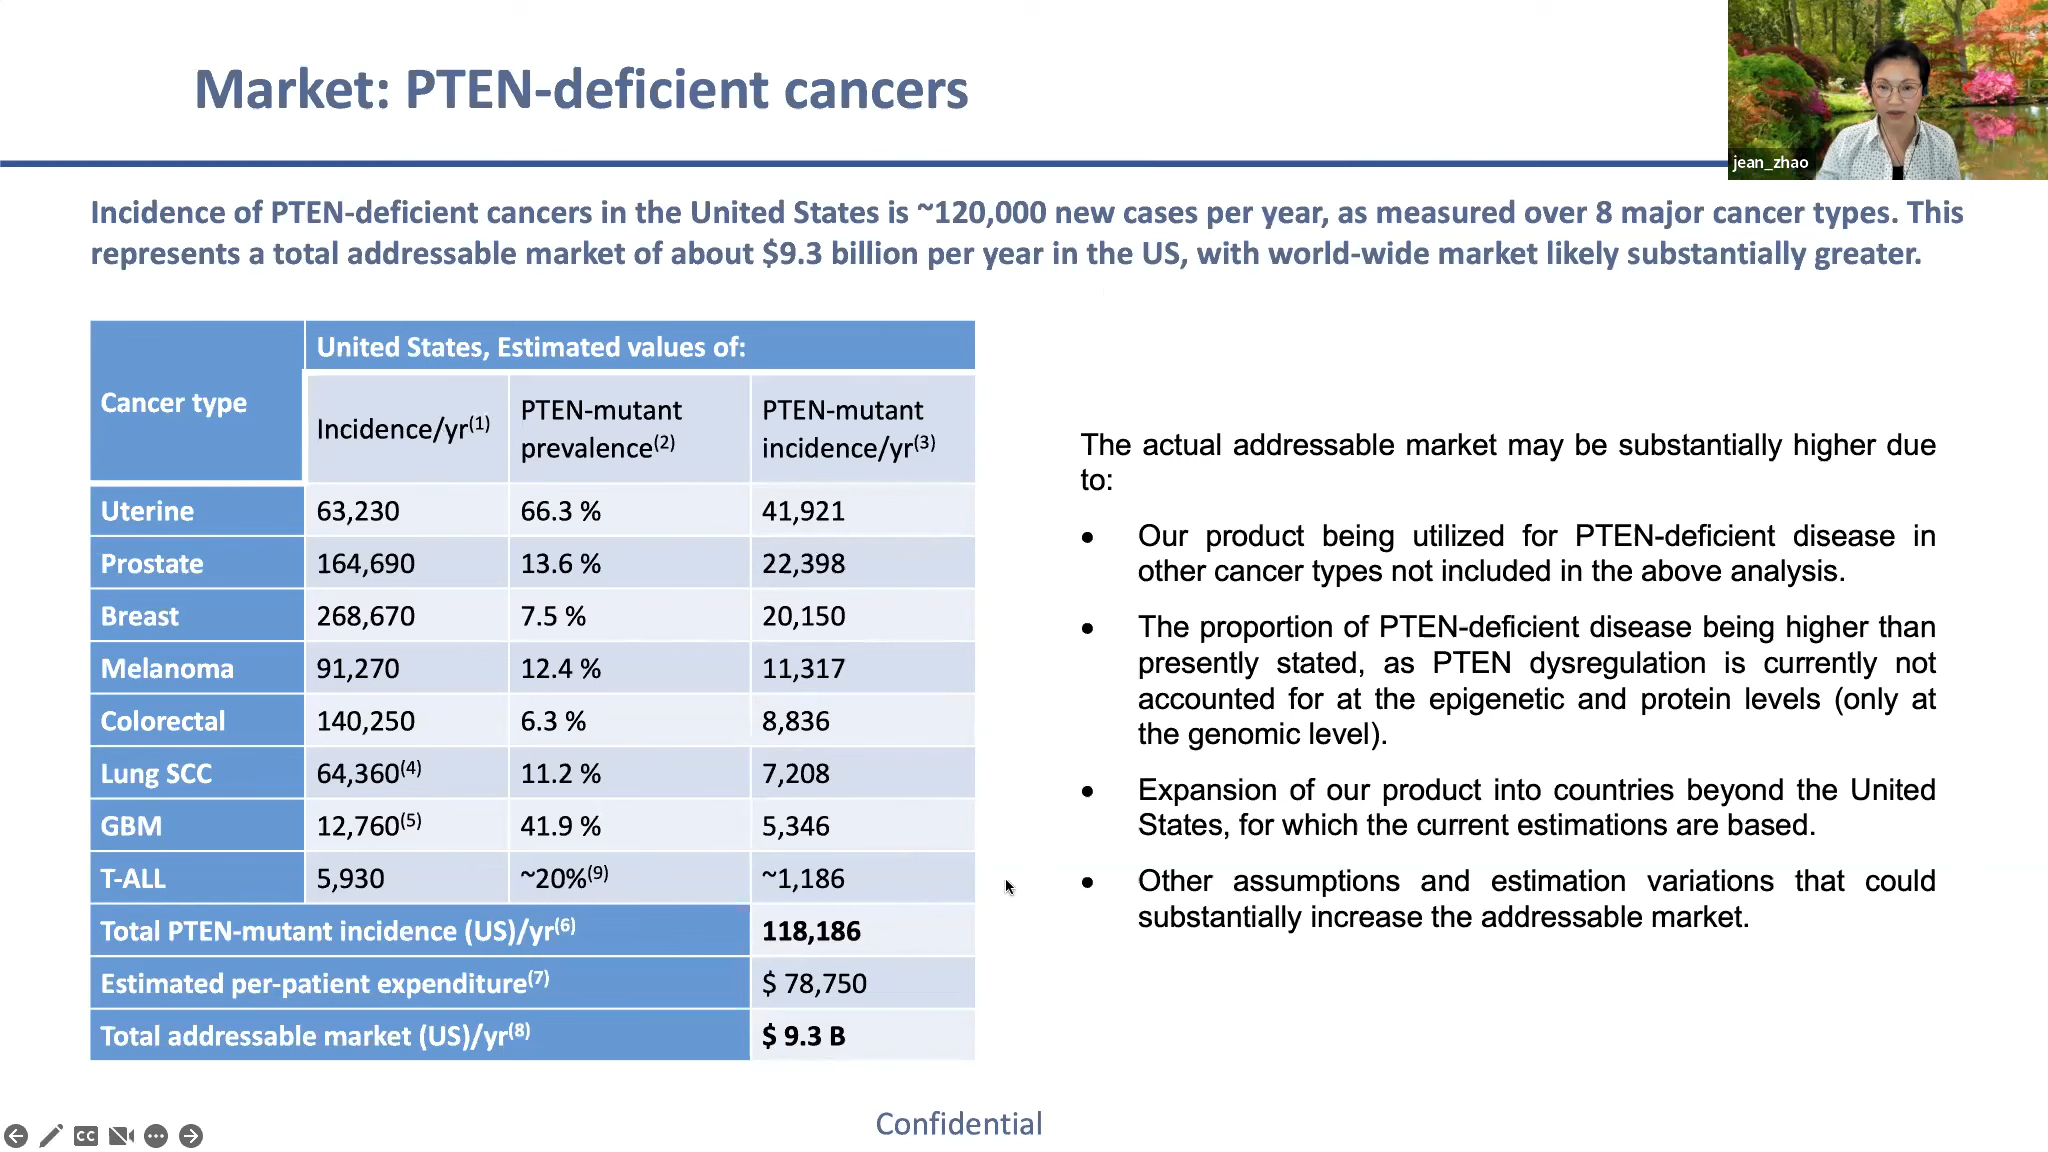 Market: PTEN-deficient cancers
jean_zhao
Incidence of PTEN-deficient cancers in the United States is ~120,000 new cases per year, as measured over 8 major cancer types. This
represents a total addressable market of about $9.3 billion per year in the US, with world-wide market likely substantially greater.
Cancer type
United States, Estimated values of:
Incidence/yr(1)
PTEN-mutant
prevalence(2)
PTEN-mutant
incidence/yr(3)
Uterine 63,230 66.3 % 41,921
Prostate 164,690 13.6 % 22,398
Breast 268,670 7.5 % 20,150
Melanoma 91,270 12.4 % 11,317
Colorectal 140,250 6.3 % 8,836
Lung SCC 64,360(4) 11.2 % 7,208
GBM 12,760(5) 41.9 % 5,346
T-ALL 5,930 ~20%(9) ~1,186
Total PTEN-mutant incidence (US)/yr(6) 118,186
Estimated per-patient expenditure(7) $ 78,750
Total addressable market (US)/yr(8) $ 9.3 B
The actual addressable market may be substantially higher due
to:
• Our product being utilized for PTEN-deficient disease in
other cancer types not included in the above analysis.
• The proportion of PTEN-deficient disease being higher than
presently stated, as PTEN dysregulation is currently not
accounted for at the epigenetic and protein levels (only at
the genomic level).
• Expansion of our product into countries beyond the United
States, for which the current estimations are based.
• Other assumptions and estimation variations that could
substantially increase the addressable market.
Confidential
CC